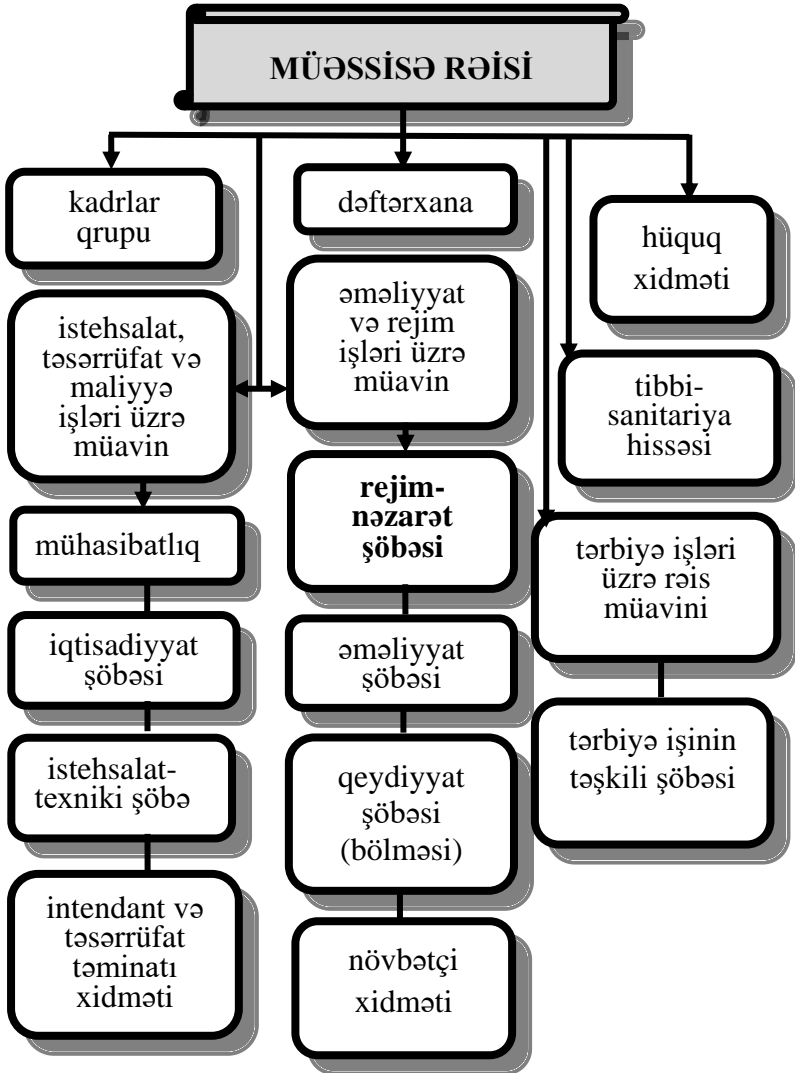 MÜƏSSİSƏ RƏİSİ
kadrlar
qrupu
dəftərxana
hüquq
xidməti
istehsalat,
təsərrüfat və
maliyyə
işləri üzrə
müavin
əməliyyat
və rejim
işləri üzrə
müavin
tibbi-
sanitariya
hissəsi
mühasibatlıq
rejim-
nəzarət
şöbəsi
tərbiyə işləri
üzrə rəis
müavini
iqtisadiyyat
şöbəsi
əməliyyat
şöbəsi
tərbiyə işinin
təşkili şöbəsi
istehsalat-
texniki şöbə
qeydiyyat
şöbəsi
(bölməsi)
intendant və
təsərrüfat
təminatı
xidməti
növbətçi
xidməti